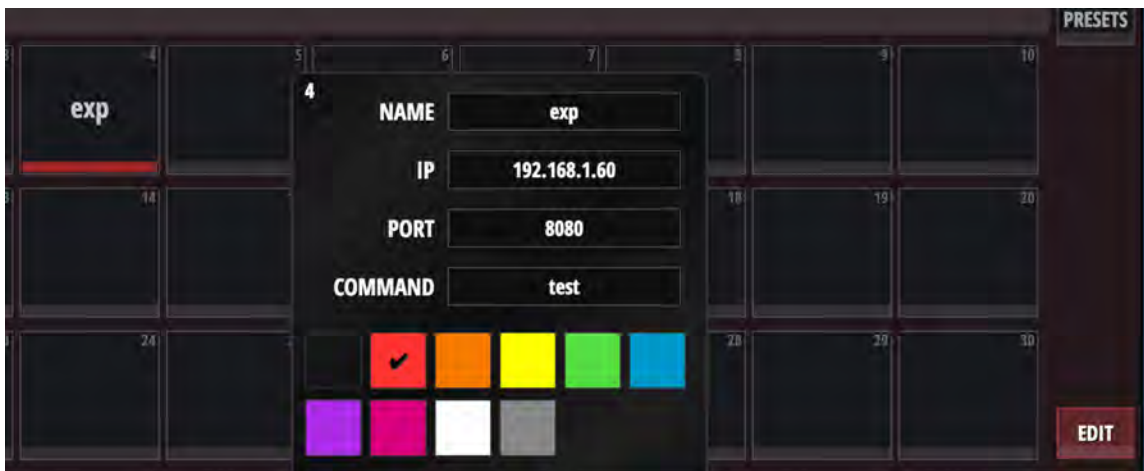 PRESETS
3 4 5 6 7 8 9 10
4
exp
NAME exp
IP 192.168.1.60
PORT 8080
COMMAND test
14 18 19 20
24 28 29 30
EDIT